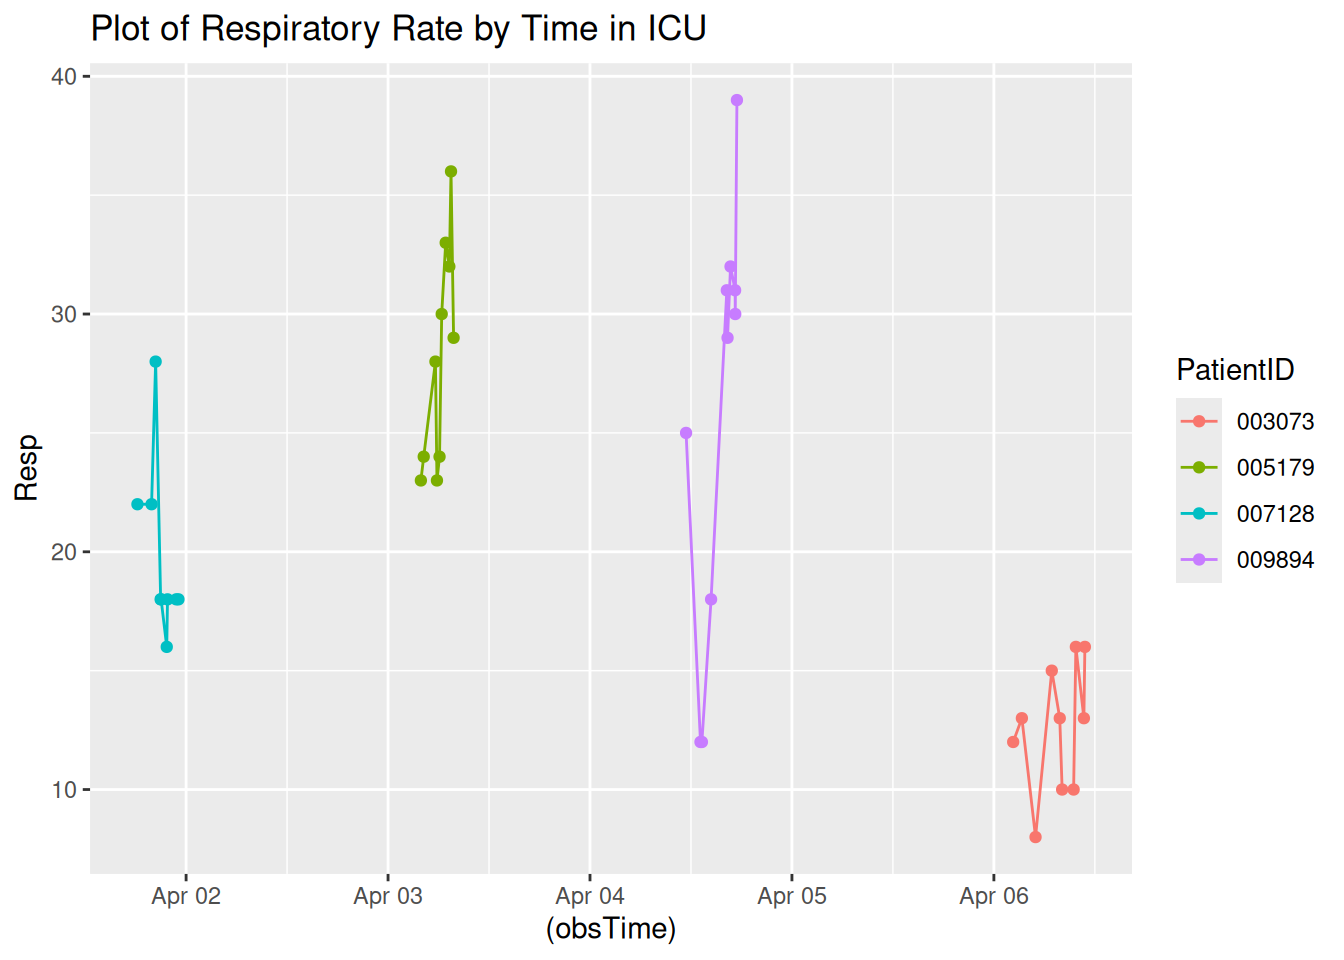 Plot of Respiratory Rate by Time in ICU
Resp
40
30
20
10
Apr 02 Apr 03 Apr 04 Apr 05 Apr 06
(obsTime)
PatientID
003073
005179
007128
009894